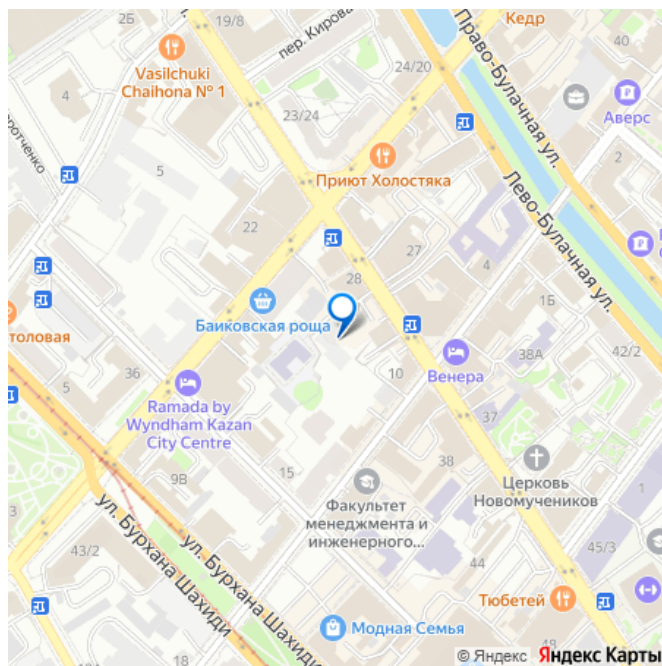 2Б
19/8
Кедр
Vasilchuki
Chaihona № 1
пер. Кирова
24/20
Право-Булачная ул.
40
Аверс
4
23/24
5
Приют Холостяка
2
Лево-Булачная ул.
22
27
4
28
1Б
Баиковская роща
толовая
36
5
10
Венера
38А
42/2
Ramada by
Wyndham Kazan
City Centre
37
9В
15
38
Церковь
Новомучеников
Факультет
менеджмента и
инженерного...
ул. Бурхана Шахиди
ул. Бурхана Шахиди
43/2
44
45/3
Тюбетей
Модная Семья
16
18
© Яндекс Яндекс Карты